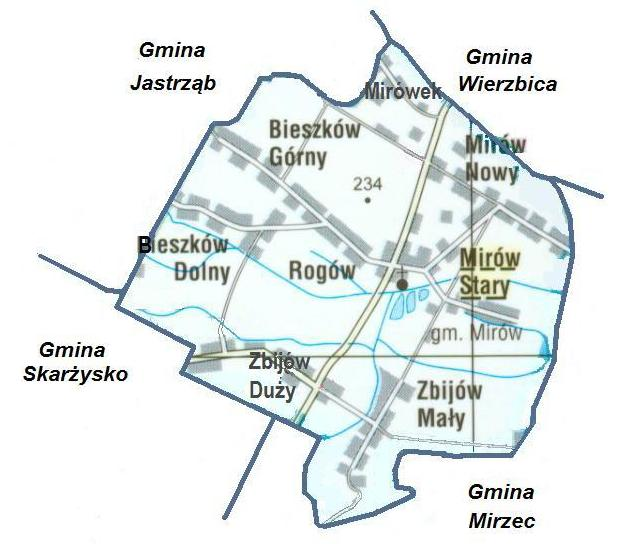 Gmina
Jastrząb
Gmina
Wierzbica
Mirówek
Bieszków
Górny
Mirów
Nowy
234
Bieszków
Dolny
Rogów
Mirów
Stary
gm. Mirów
Gmina
Skarżysko
Zbijów
Duży
Zbijów
Mały
Gmina
Mirzec